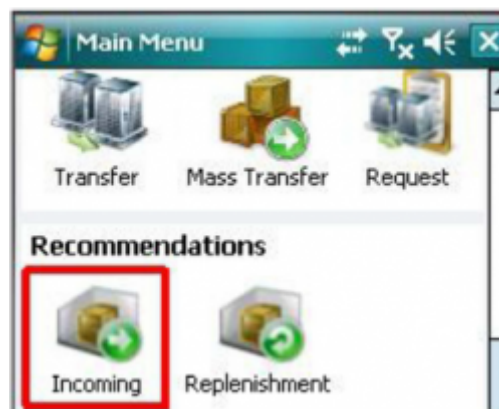 Main Menu
Transfer Mass Transfer Request
Recommendations
Incoming Replenishment